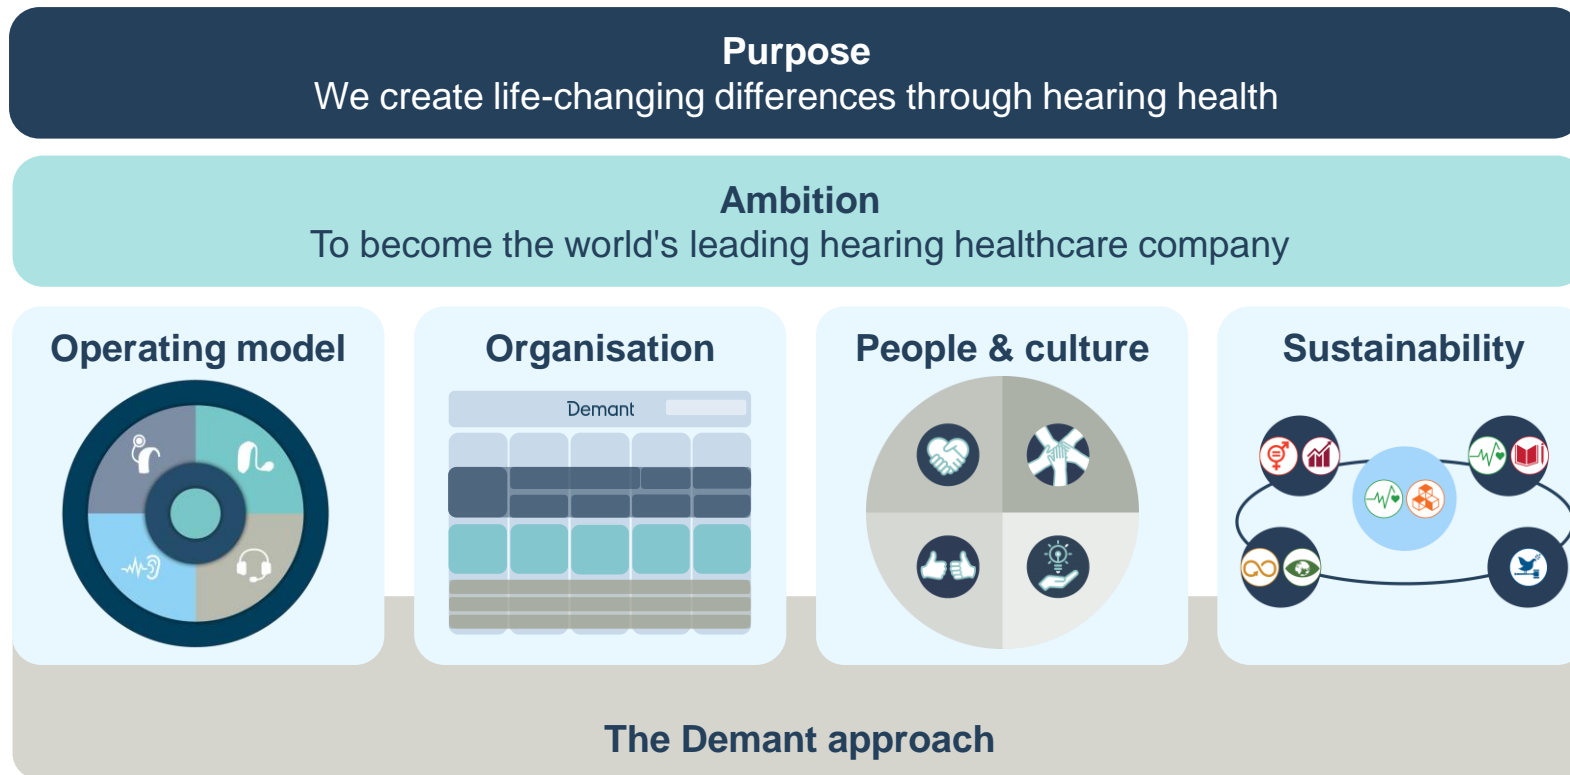 Purpose
We create life-changing differences through hearing health
Ambition
To become the world's leading hearing healthcare company
Operating model
Organisation
People & culture
Sustainability
Demant
The Demant approach